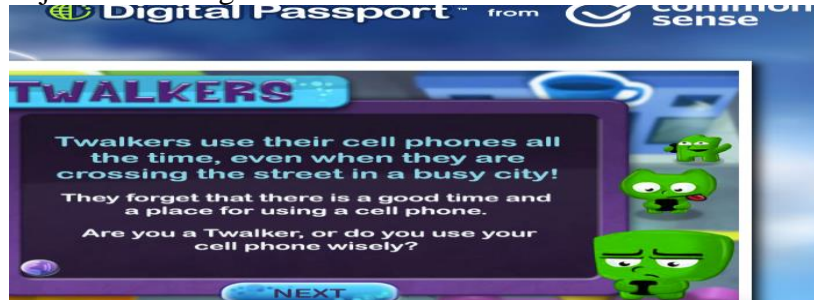 Digital Passport™ from common sense
TWALKERS
Twalkers use their cell phones all
the time, even when they are
crossing the street in a busy city!
They forget that there is a good time and
a place for using a cell phone.
Are you a Twalker, or do you use your
cell phone wisely?
NEXT